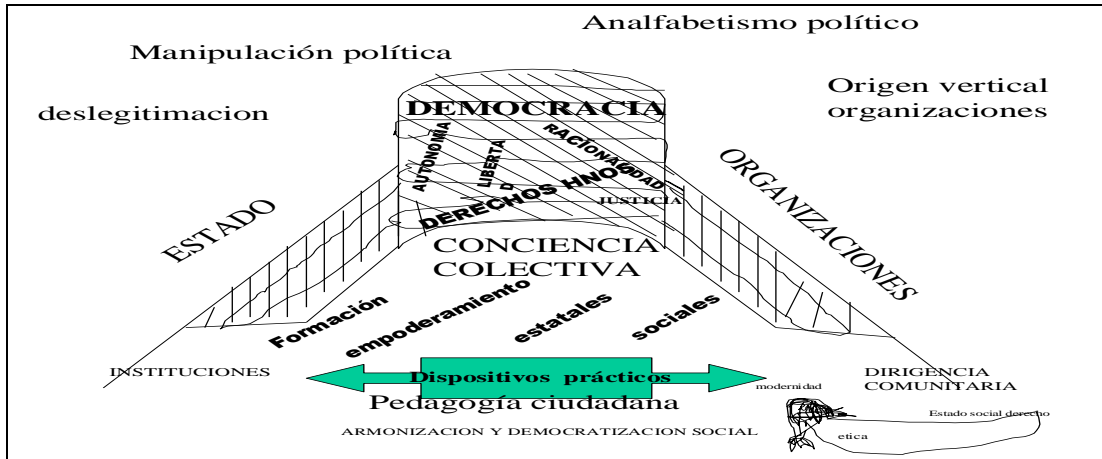 Analfabetismo político
Manipulación política
Origen vertical
organizaciones
deslegitimacion
DEMOCRACIA
AUTONOMÍA
LIBERTA
D
RACIONALIDAD
DERECHOS HNOS
JUSTICIA
ESTADO
ORGANIZACIONES
CONCIENCIA
COLECTIVA
Formación
empoderamiento
estatales
sociales
INSTITUCIONES
DIRIGENCIA
COMUNITARIA
Dispositivos prácticos
modernidad
Pedagogía ciudadana
Estado social derecho
ARMONIZACION Y DEMOCRATIZACION SOCIAL
etica